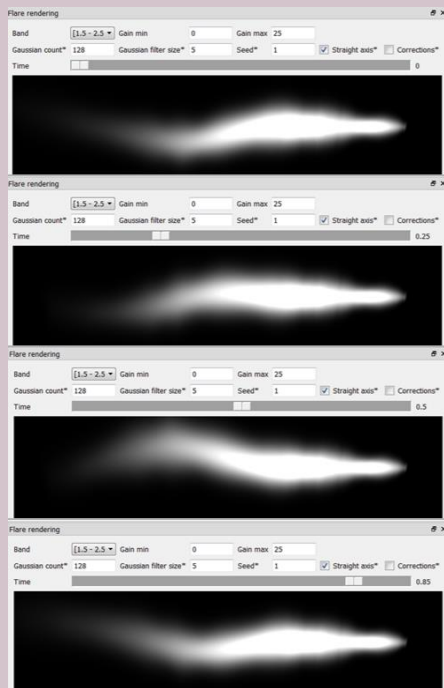 Flare rendering
Band [1.5 - 2.5 Gain min 0 Gain max 25
Gaussian count* 128 Gaussian filter size* 5 Seed* 1 Straight axis* Corrections*
Time 0
Flare rendering
Band [1.5 - 2.5 Gain min 0 Gain max 25
Gaussian count* 128 Gaussian filter size* 5 Seed* 1 Straight axis* Corrections*
Time 0.25
Flare rendering
Band [1.5 - 2.5 Gain min 0 Gain max 25
Gaussian count* 128 Gaussian filter size* 5 Seed* 1 Straight axis* Corrections*
Time 0.5
Flare rendering
Band [1.5 - 2.5 Gain min 0 Gain max 25
Gaussian count* 128 Gaussian filter size* 5 Seed* 1 Straight axis* Corrections*
Time 0.85